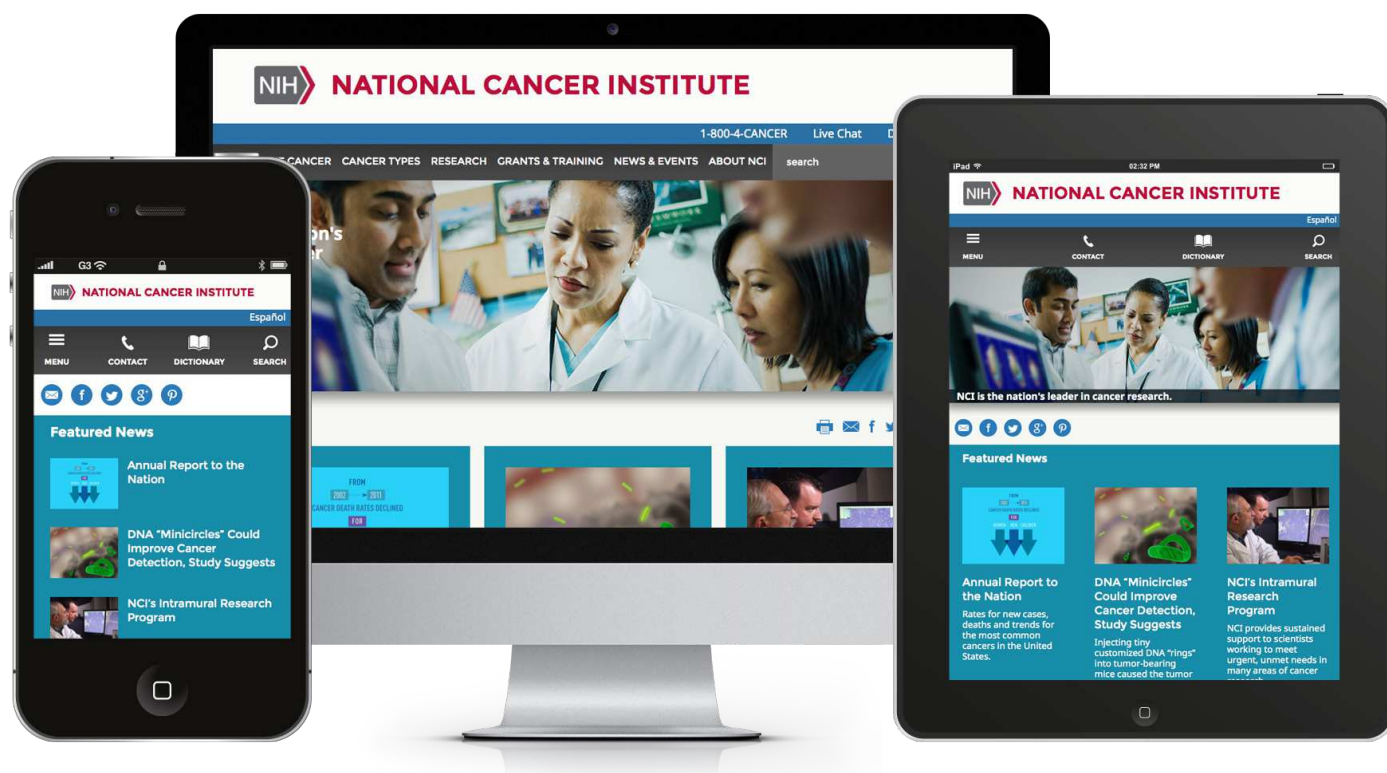 NIH NATIONAL CANCER INSTITUTE
1-800-4-CANCER Live Chat
CANCER CANCER TYPES RESEARCH GRANTS & TRAINING NEWS & EVENTS ABOUT NCI search
on's
FROM
2002 2011
CANCER DEATH RATES DECLINED
FOR
G3
NIH NATIONAL CANCER INSTITUTE
Español
MENU CONTACT DICTIONARY SEARCH
Featured News
Annual Report to the
Nation
DNA “Minicircles” Could
Improve Cancer
Detection, Study Suggests
NCI’s Intramural Research
Program
iPad 02:32 PM
NIH NATIONAL CANCER INSTITUTE
Español
MENU CONTACT DICTIONARY SEARCH
NCI is the nation's leader in cancer research.
Featured News
FROM
CANCER DEATH RATES DECLINED
FOR
Annual Report to
the Nation
Rates for new cases,
deaths and trends for
the most common
cancers in the United
States.
DNA “Minicircles”
Could Improve
Cancer Detection,
Study Suggests
Injecting tiny
customized DNA “rings”
into tumor-bearing
mice caused the tumor
NCI’s Intramural
Research
Program
NCI provides sustained
support to scientists
working to meet
urgent, unmet needs in
many areas of cancer